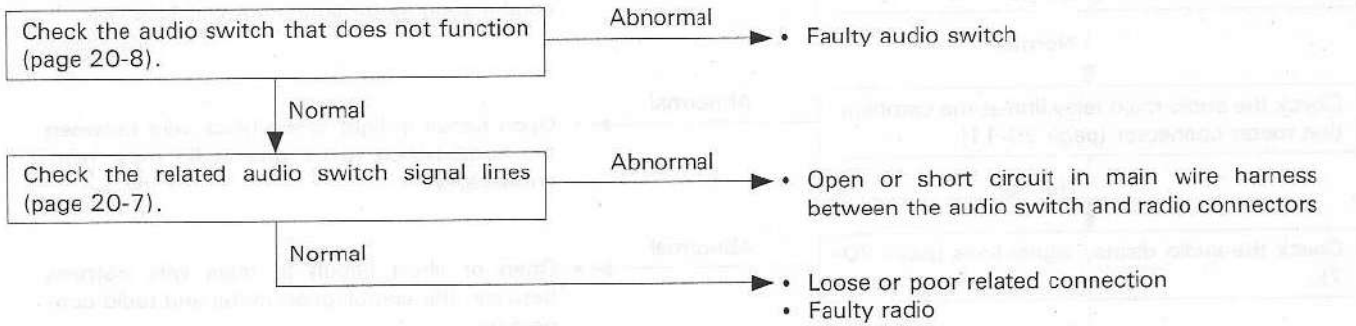 Check the audio switch that does not function
(page 20-8).
Abnormal
• Faulty audio switch
Normal
Check the related audio switch signal lines
(page 20-7).
Abnormal
• Open or short circuit in main wire harness
between the audio switch and radio connectors
Normal
• Loose or poor related connection
• Faulty radio